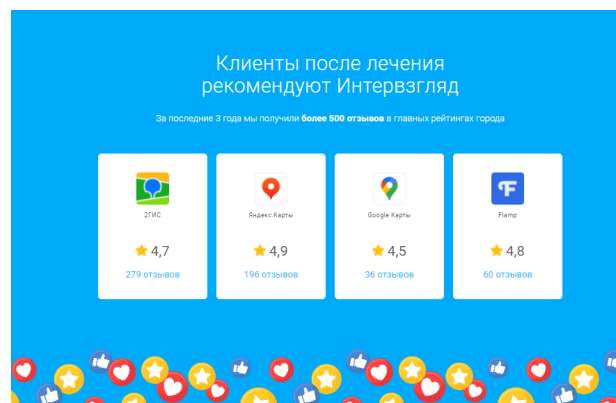 Клиенты после лечения
рекомендуют Интервзгляд
За последние 3 года мы получили более 500 отзывов в главных рейтингах города
2ГИС
4,7
279 отзывов
Яндекс.Карты
4,9
196 отзывов
Google Карты
4,5
36 отзывов
Flamp
4,8
60 отзывов